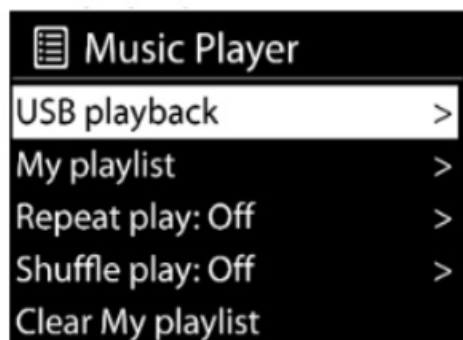 Music Player
USB playback >
My playlist >
Repeat play: Off >
Shuffle play: Off >
Clear My playlist